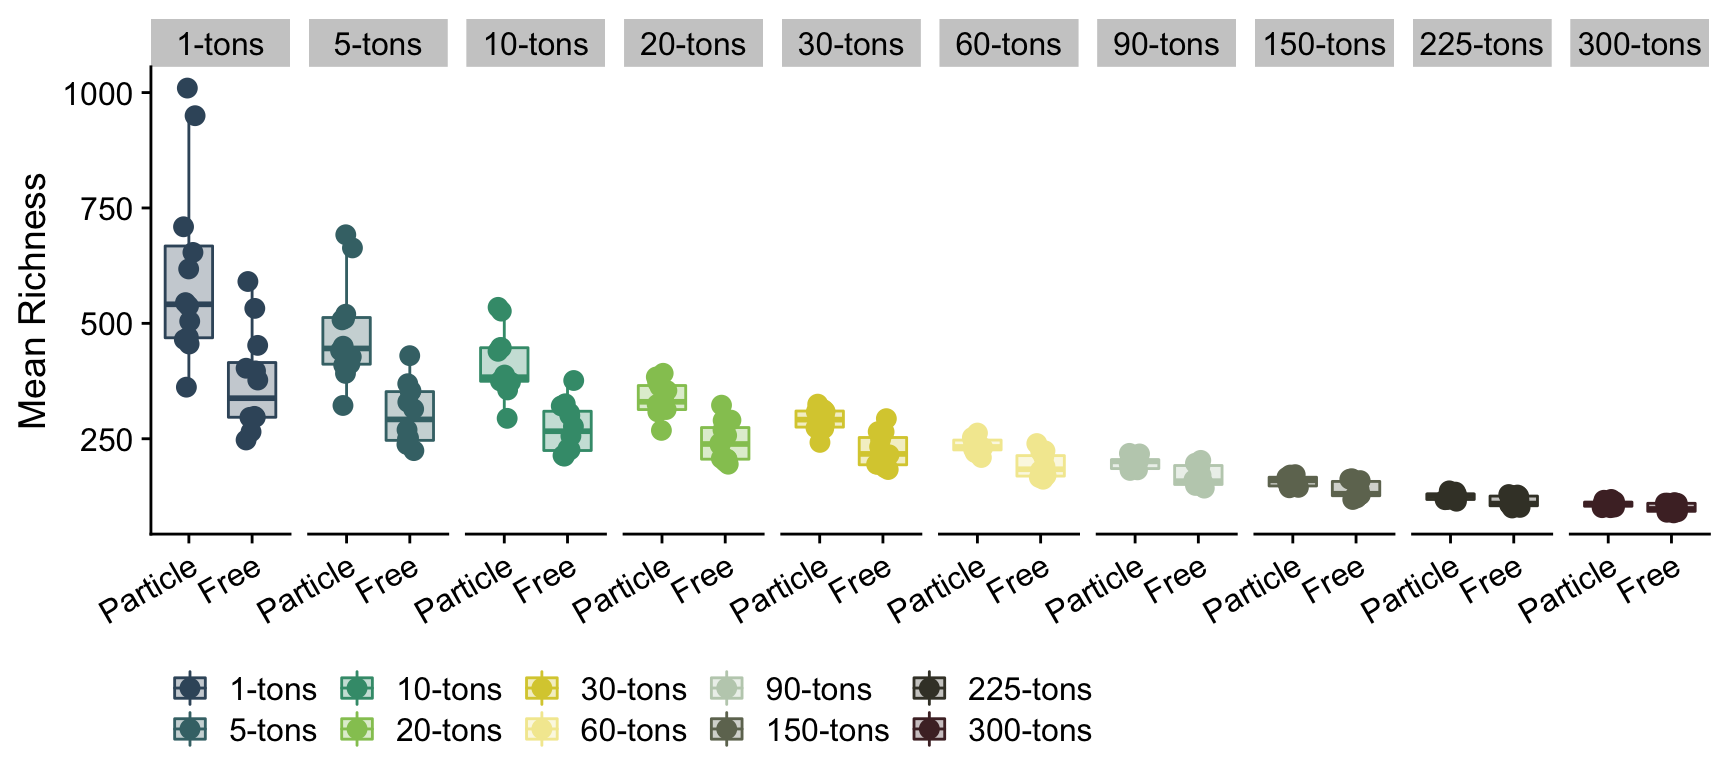 1-tons 5-tons 10-tons 20-tons 30-tons 60-tons 90-tons 150-tons 225-tons 300-tons
Mean Richness
1000
750
500
250
Particle Free Particle Free Particle Free Particle Free Particle Free Particle Free Particle Free Particle Free Particle Free Particle Free
1-tons 10-tons 30-tons 90-tons 225-tons
5-tons 20-tons 60-tons 150-tons 300-tons